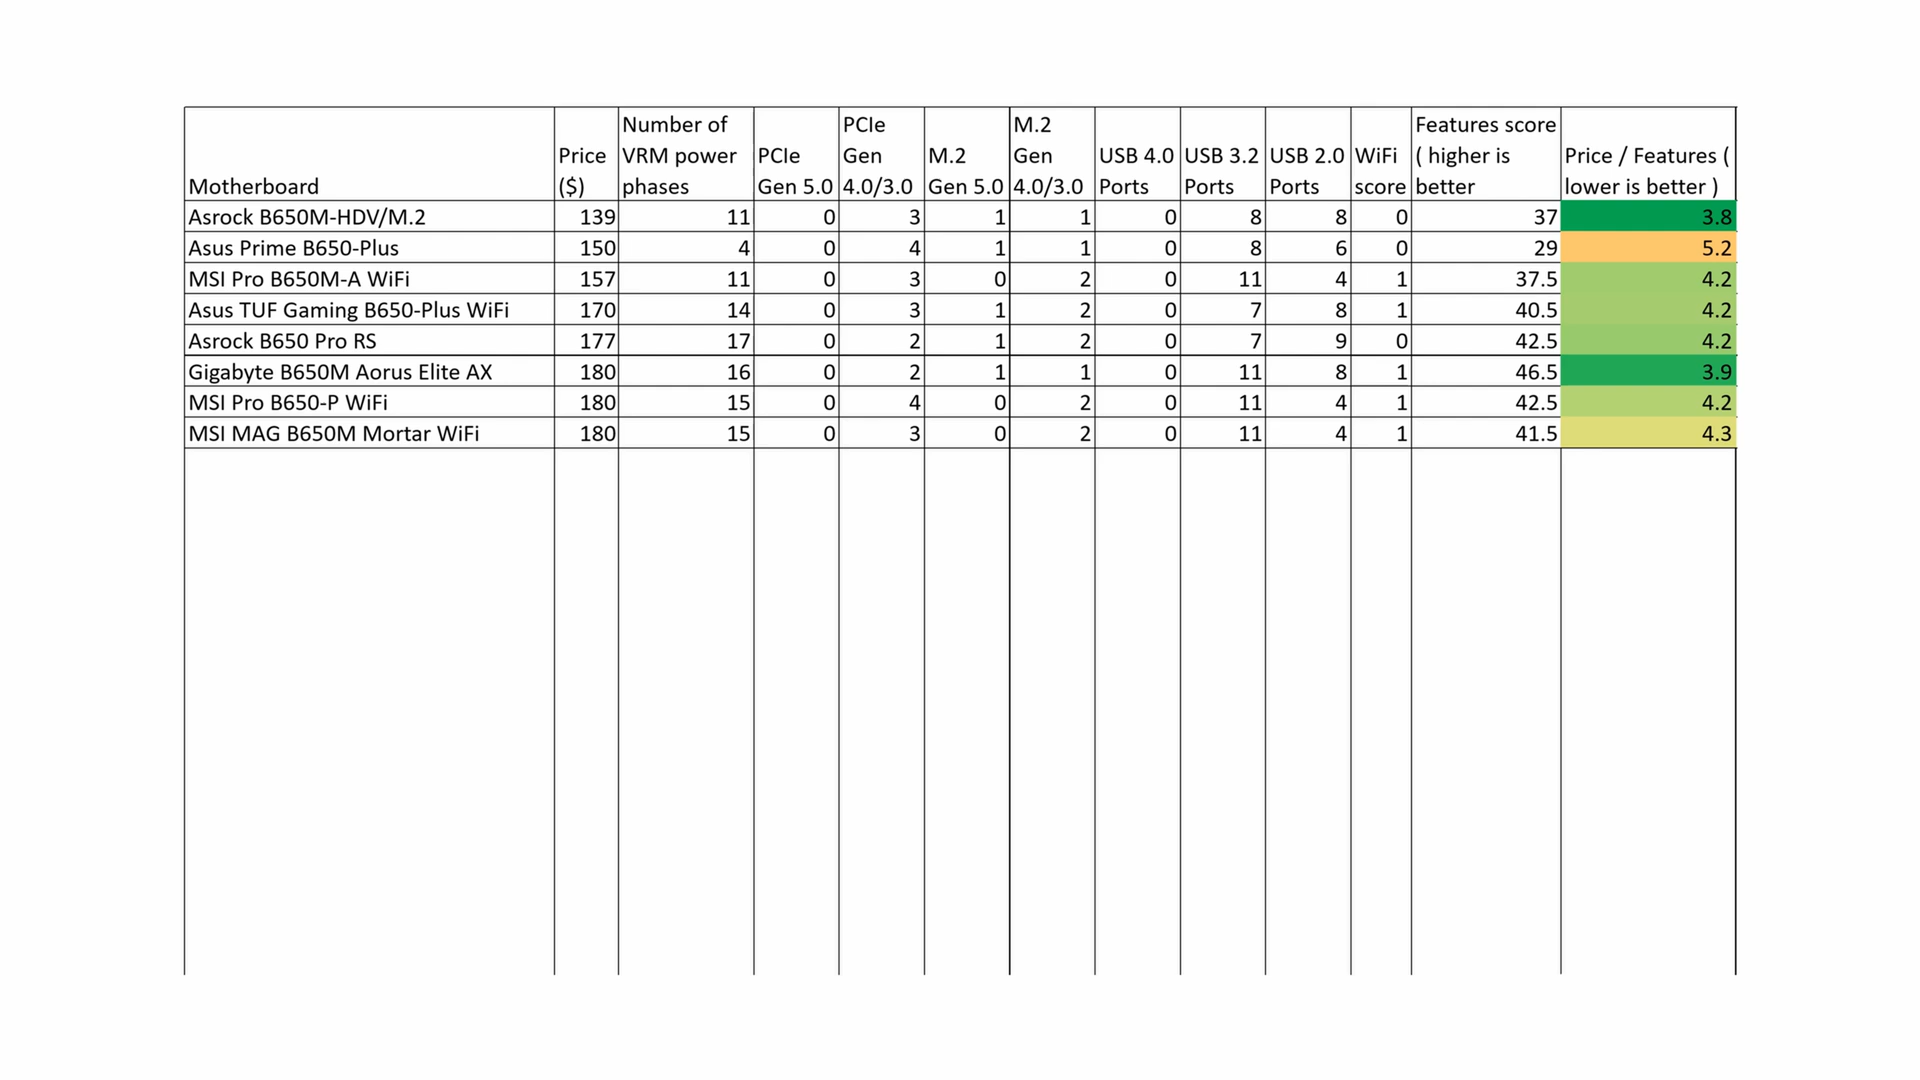 Motherboard Price ($) Number of VRM power phases PCIe Gen 5.0 PCIe Gen 4.0/3.0 M.2 Gen 5.0 M.2 Gen 4.0/3.0 USB 4.0 Ports USB 3.2 Ports USB 2.0 Ports WiFi score Features score ( higher is better Price / Features ( lower is better )
Asrock B650M-HDV/M.2 139 11 0 3 1 1 0 8 8 0 37 3.8
Asus Prime B650-Plus 150 4 0 4 1 1 0 8 6 0 29 5.2
MSI Pro B650M-A WiFi 157 11 0 3 0 2 0 11 4 1 37.5 4.2
Asus TUF Gaming B650-Plus WiFi 170 14 0 3 1 2 0 7 8 1 40.5 4.2
Asrock B650 Pro RS 177 17 0 2 1 2 0 7 9 0 42.5 4.2
Gigabyte B650M Aorus Elite AX 180 16 0 2 1 1 0 11 8 1 46.5 3.9
MSI Pro B650-P WiFi 180 15 0 4 0 2 0 11 4 1 42.5 4.2
MSI MAG B650M Mortar WiFi 180 15 0 3 0 2 0 11 4 1 41.5 4.3